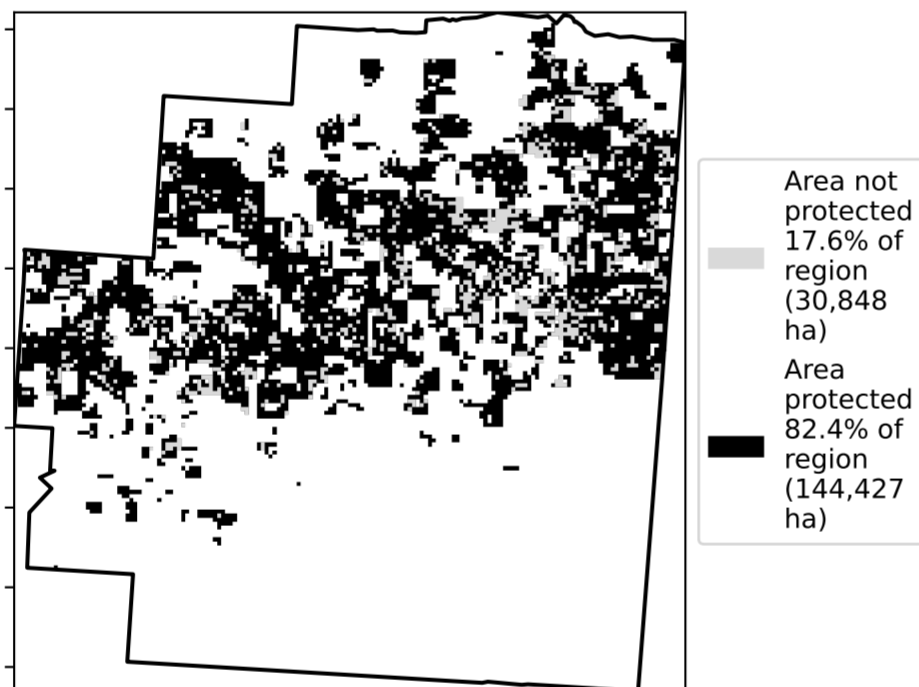 Area not
protected
17.6% of
region
(30,848
ha)
Area
protected
82.4% of
region
(144,427
ha)